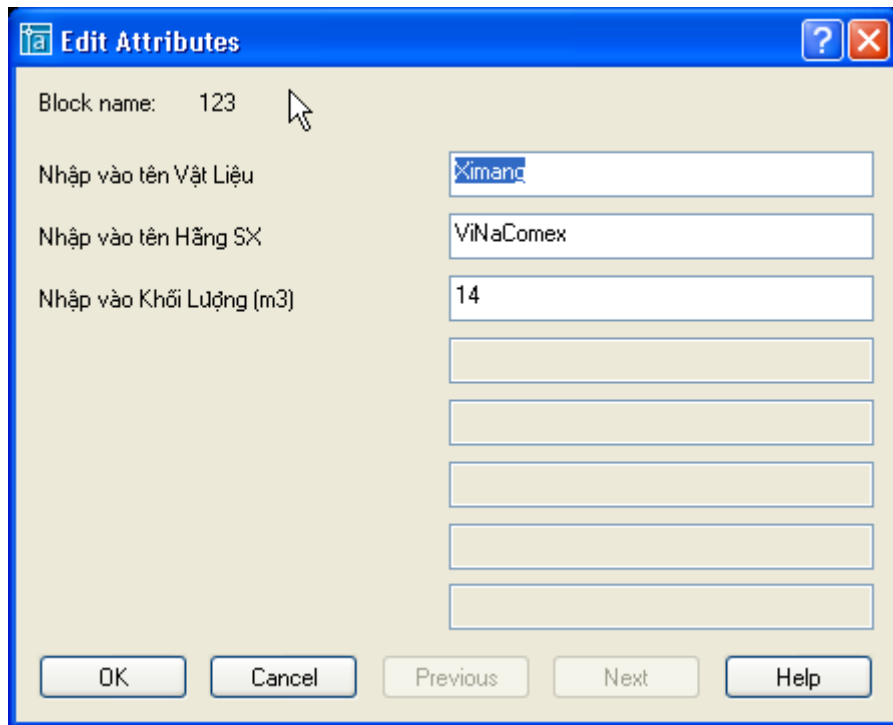 Edit Attributes
Block name: 123
Nhập vào tên Vật Liệu Ximang
Nhập vào tên Hãng SX ViNaComex
Nhập vào Khối Lượng (m3) 14
OK Cancel Previous Next Help